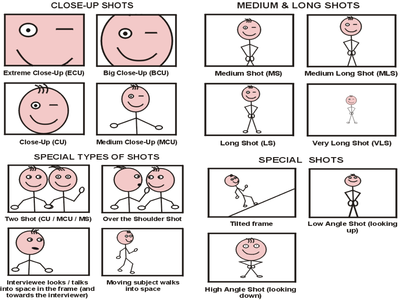 CLOSE-UP SHOTS
Extreme Close-Up (ECU)
Big Close-Up (BCU)
Close-Up (CU)
Medium Close-Up (MCU)
MEDIUM & LONG SHOTS
Medium Shot (MS)
Medium Long Shot (MLS)
Long Shot (LS)
Very Long Shot (VLS)
SPECIAL TYPES OF SHOTS
Two Shot (CU / MCU / MS)
Over the Shoulder Shot
Interviewee looks / talks
into space in the frame (and
towards the interviewer)
Moving subject walks
into space
SPECIAL SHOTS
Tilted frame
Low Angle Shot (looking
up)
High Angle Shot (looking
down)